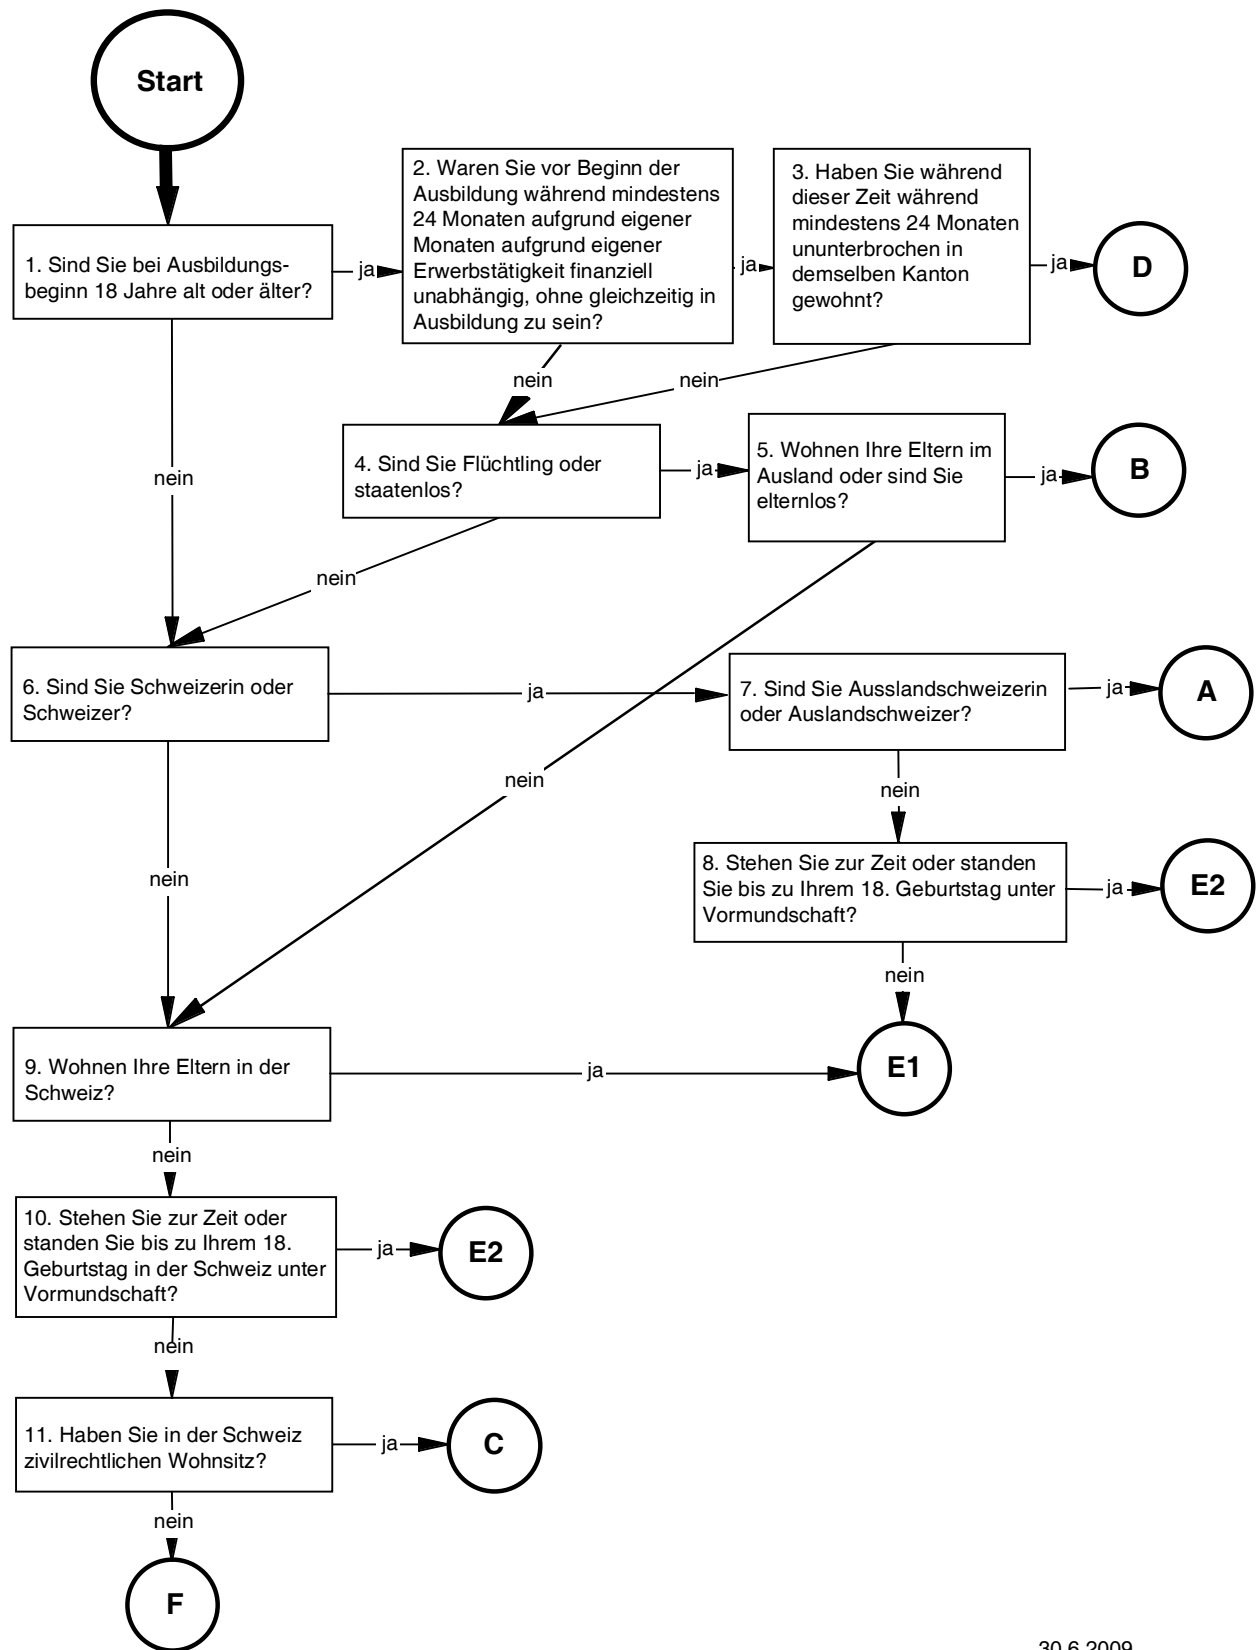 Start
1. Sind Sie bei Ausbildungs-
beginn 18 Jahre alt oder älter?
ja
2. Waren Sie vor Beginn der
Ausbildung während mindestens
24 Monaten aufgrund eigener
Monaten aufgrund eigener
Erwerbstätigkeit finanziell
unabhängig, ohne gleichzeitig in
Ausbildung zu sein?
ja
3. Haben Sie während
dieser Zeit während
mindestens 24 Monaten
ununterbrochen in
demselben Kanton
gewohnt?
ja
D
nein
nein
nein
4. Sind Sie Flüchtling oder
staatenlos?
ja
5. Wohnen Ihre Eltern im
Ausland oder sind Sie
elternlos?
ja
B
nein
6. Sind Sie Schweizerin oder
Schweizer?
ja
7. Sind Sie Ausslandschweizerin
oder Auslandschweizer?
ja
A
nein
nein
nein
8. Stehen Sie zur Zeit oder standen
Sie bis zu Ihrem 18. Geburtstag unter
Vormundschaft?
ja
E2
nein
9. Wohnen Ihre Eltern in der
Schweiz?
ja
E1
nein
10. Stehen Sie zur Zeit oder
standen Sie bis zu Ihrem 18.
Geburtstag in der Schweiz unter
Vormundschaft?
ja
E2
nein
11. Haben Sie in der Schweiz
zivilrechtlichen Wohnsitz?
ja
C
nein
F
30.6.2009